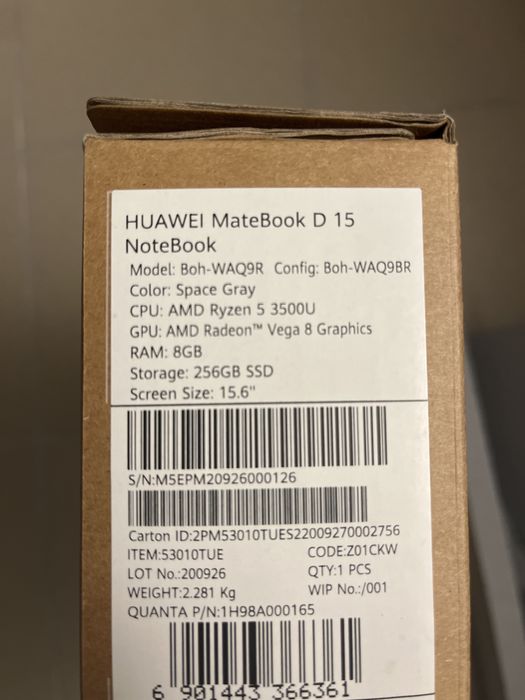 HUAWEI MateBook D 15
NoteBook
Model: Boh-WAQ9R Config: Boh-WAQ9BR
Color: Space Gray
CPU: AMD Ryzen 5 3500U
GPU: AMD Radeon™ Vega 8 Graphics
RAM: 8GB
Storage: 256GB SSD
Screen Size: 15.6"
S/N:M5EPM20926000126
Carton ID:2PM53010TUES22009270002756
ITEM:53010TUE CODE:Z01CKW
LOT No.:200926 QTY:1 PCS
WEIGHT:2.281 Kg WIP No.:/001
QUANTA P/N:1H98A000165
6 901443 366361